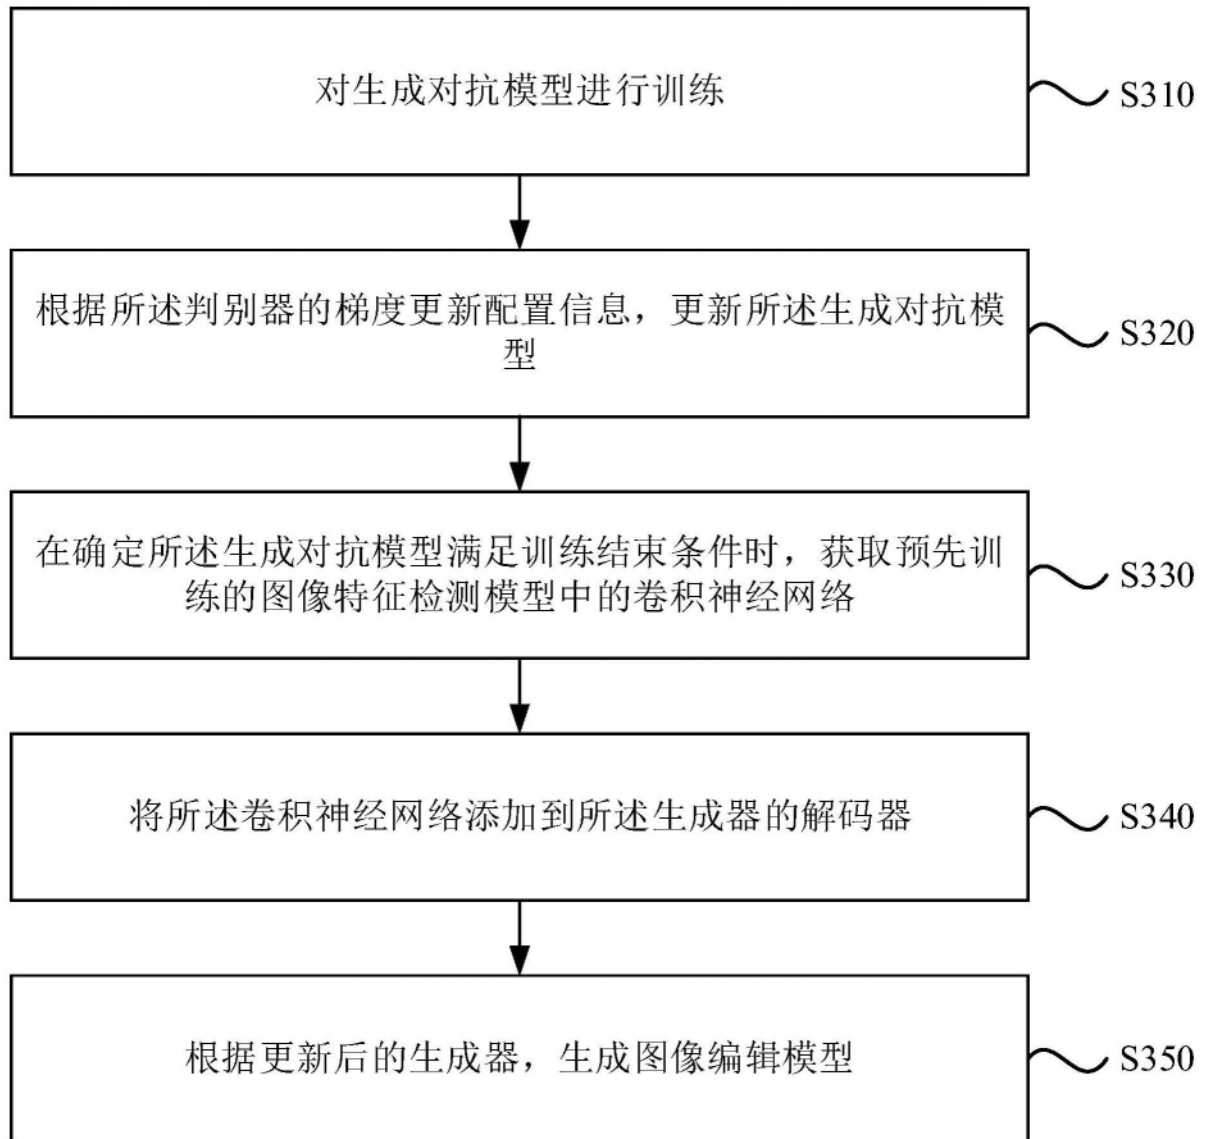 对生成对抗模型进行训练
S310
根据所述判别器的梯度更新配置信息，更新所述生成对抗模
型
S320
在确定所述生成对抗模型满足训练结束条件时，获取预先训
练的图像特征检测模型中的卷积神经网络
S330
将所述卷积神经网络添加到所述生成器的解码器
S340
根据更新后的生成器，生成图像编辑模型
S350